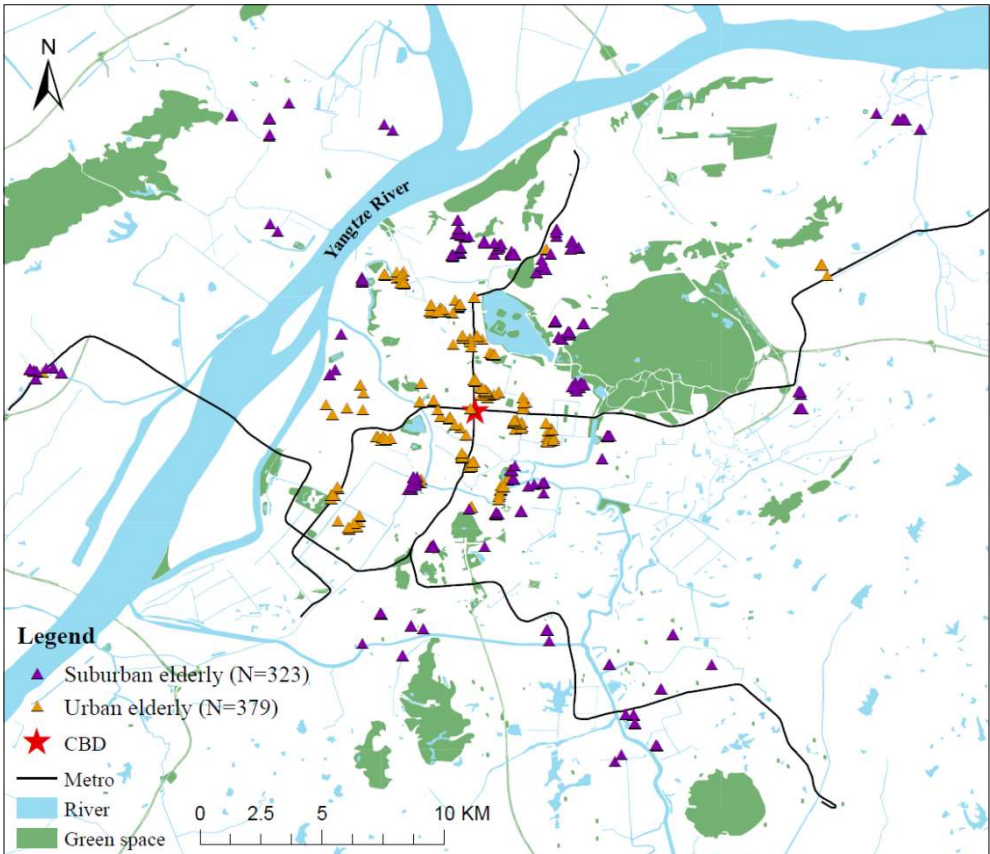 N
Yangtze River
Legend
Suburban elderly (N=323)
Urban elderly (N=379)
CBD
Metro
River
Green space
0 2.5 5 10 KM